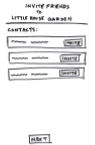 INVITE FRIENDS
TO
LITTLE ROSE GARDEN
CONTACTS:
INVITE
INVITE
INVITE
NEXT